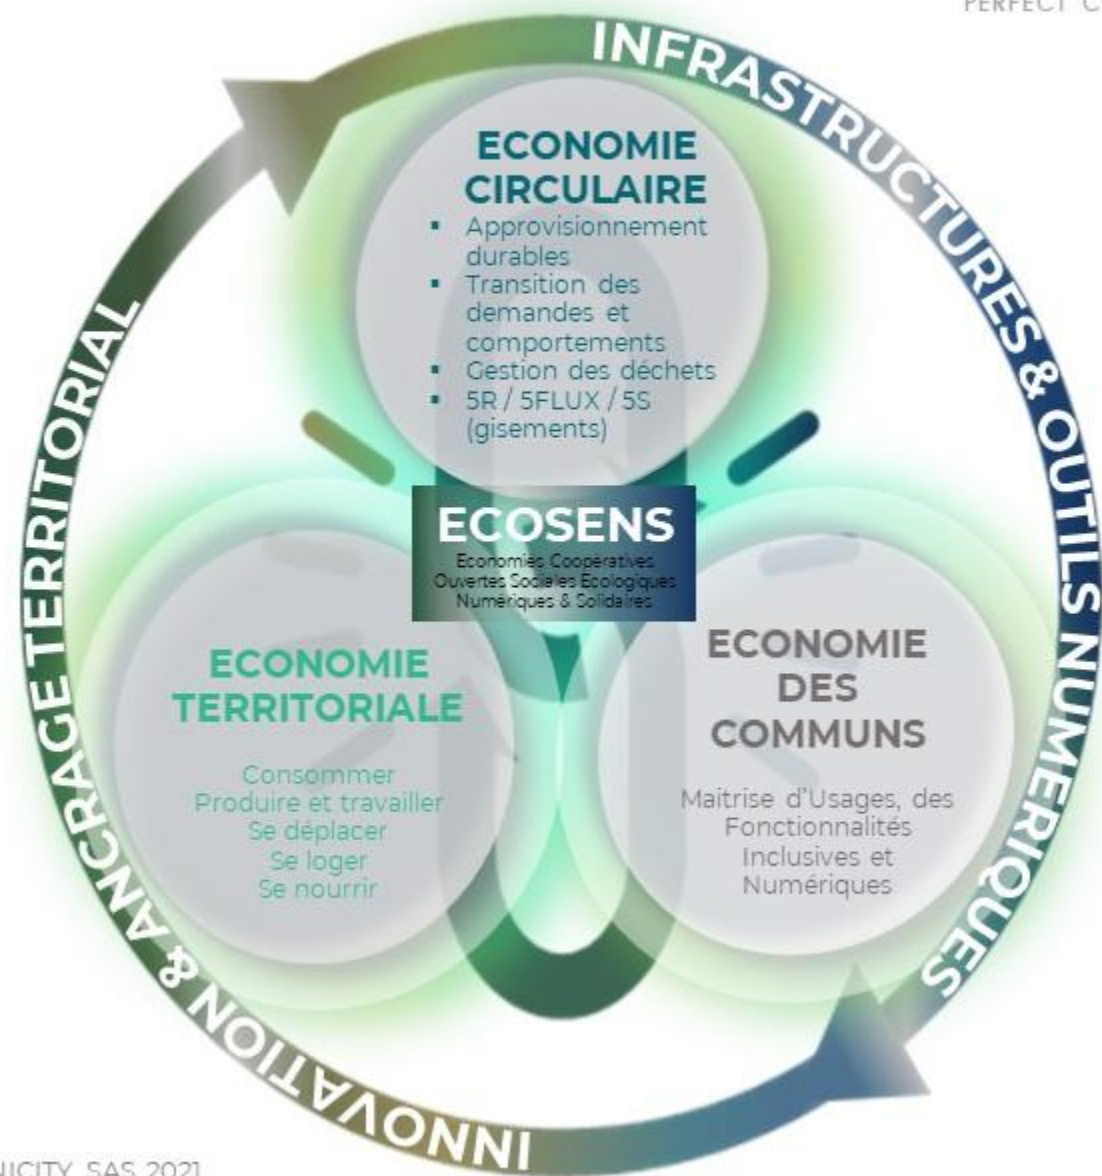 PERFECT C
INFRASTRUCTURES & OUTILS NUMERIQUES
ECONOMIE
CIRCULAIRE
▪ Approvisionnement
durables
▪ Transition des
demandes et
comportements
▪ Gestion des déchets
▪ 5R / 5FLUX / 5S
(gisements)
ECOSENS
Economies Coopératives
Ouvertes Sociales Ecologiques
Numériques & Solidaires
ECONOMIE
TERRITORIALE
Consommer
Produire et travailler
Se déplacer
Se loger
Se nourrir
ECONOMIE
DES
COMMUNS
Maitrise d'Usages, des
Fonctionnalités
Inclusives et
Numériques
INNOVATION & ANCRAGE TERRITORIAL
NICITY SAS 2021